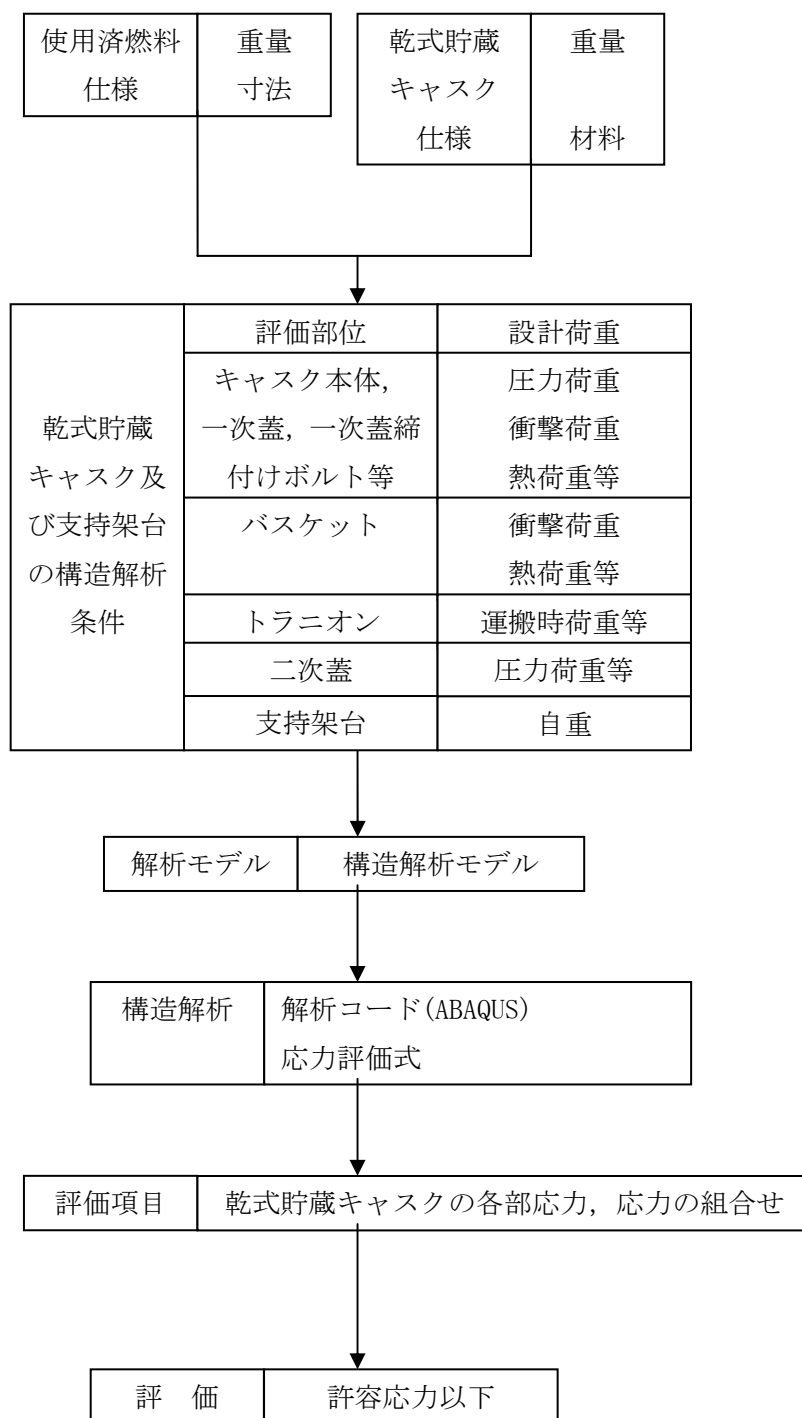 使用済燃料
仕様
重量
寸法
乾式貯蔵
キャスク
仕様
重量
材料
乾式貯蔵
キャスク及
び支持架台
の構造解析
条件
評価部位
設計荷重
キャスク本体,
一次蓋, 一次蓋締
付けボルト等
圧力荷重
衝撃荷重
熱荷重等
バスケット
衝撃荷重
熱荷重等
トラニオン
運搬時荷重等
二次蓋
圧力荷重等
支持架台
自重
解析モデル
構造解析モデル
構造解析
解析コード(ABAQUS)
応力評価式
評価項目
乾式貯蔵キャスクの各部応力, 応力の組合せ
評　価
許容応力以下